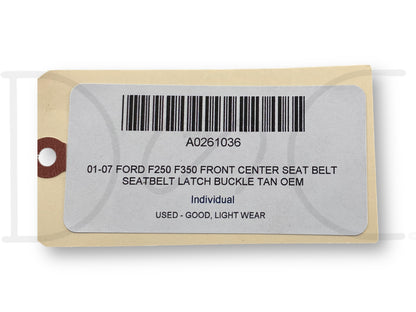 A0261036
01-07 FORD F250 F350 FRONT CENTER SEAT BELT
SEATBELT LATCH BUCKLE TAN OEM
Individual
USED - GOOD, LIGHT WEAR